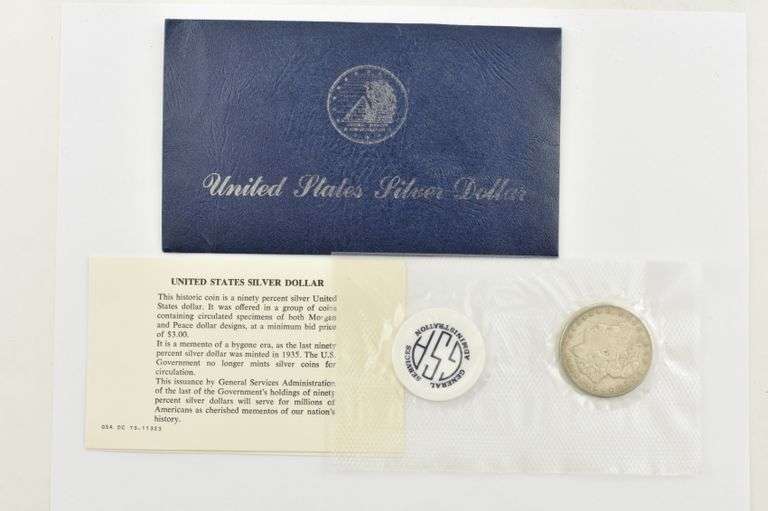 United States Silver Dollar
UNITED STATES SILVER DOLLAR
This historic coin is a ninety percent silver United
States dollar. It was offered in a group of coins
containing circulated specimens of both Morgan
and Peace dollar designs, at a minimum bid price
of $3.00.
It is a memento of a bygone era, as the last ninety
percent silver dollar was minted in 1935. The U.S.
Government no longer mints silver coins for
circulation.
This issuance by General Services Administration
of the last of the Government's holdings of ninety
percent silver dollars will serve for millions of
Americans as cherished mementos of our nation's
history.
GSA DC 73-11323
GSA
GENERAL SERVICES ADMINISTRATION